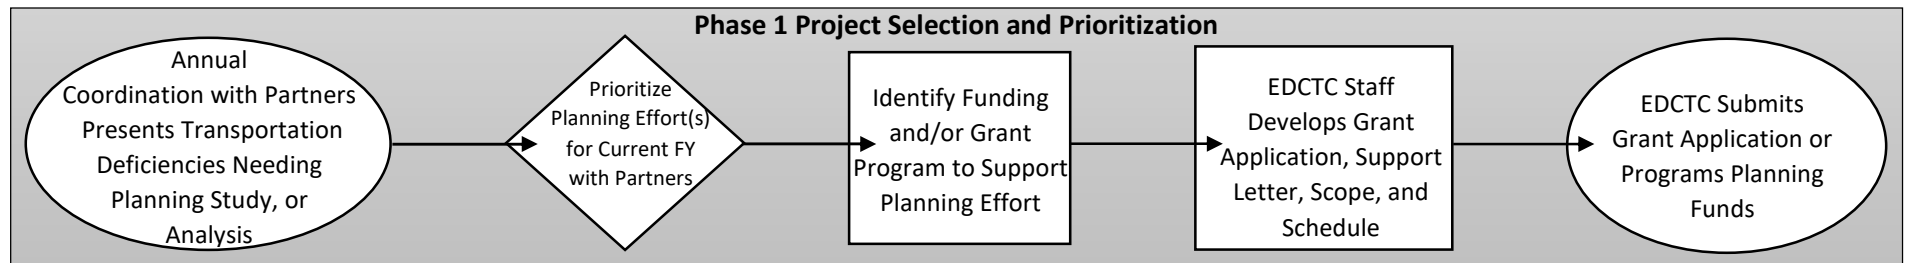 Phase 1 Project Selection and Prioritization
Annual
Coordination with Partners
Presents Transportation
Deficiencies Needing
Planning Study, or
Analysis
Prioritize
Planning Effort(s)
for Current FY
with Partners
Identify Funding
and/or Grant
Program to Support
Planning Effort
EDCTC Staff
Develops Grant
Application, Support
Letter, Scope, and
Schedule
EDCTC Submits
Grant Application or
Programs Planning
Funds